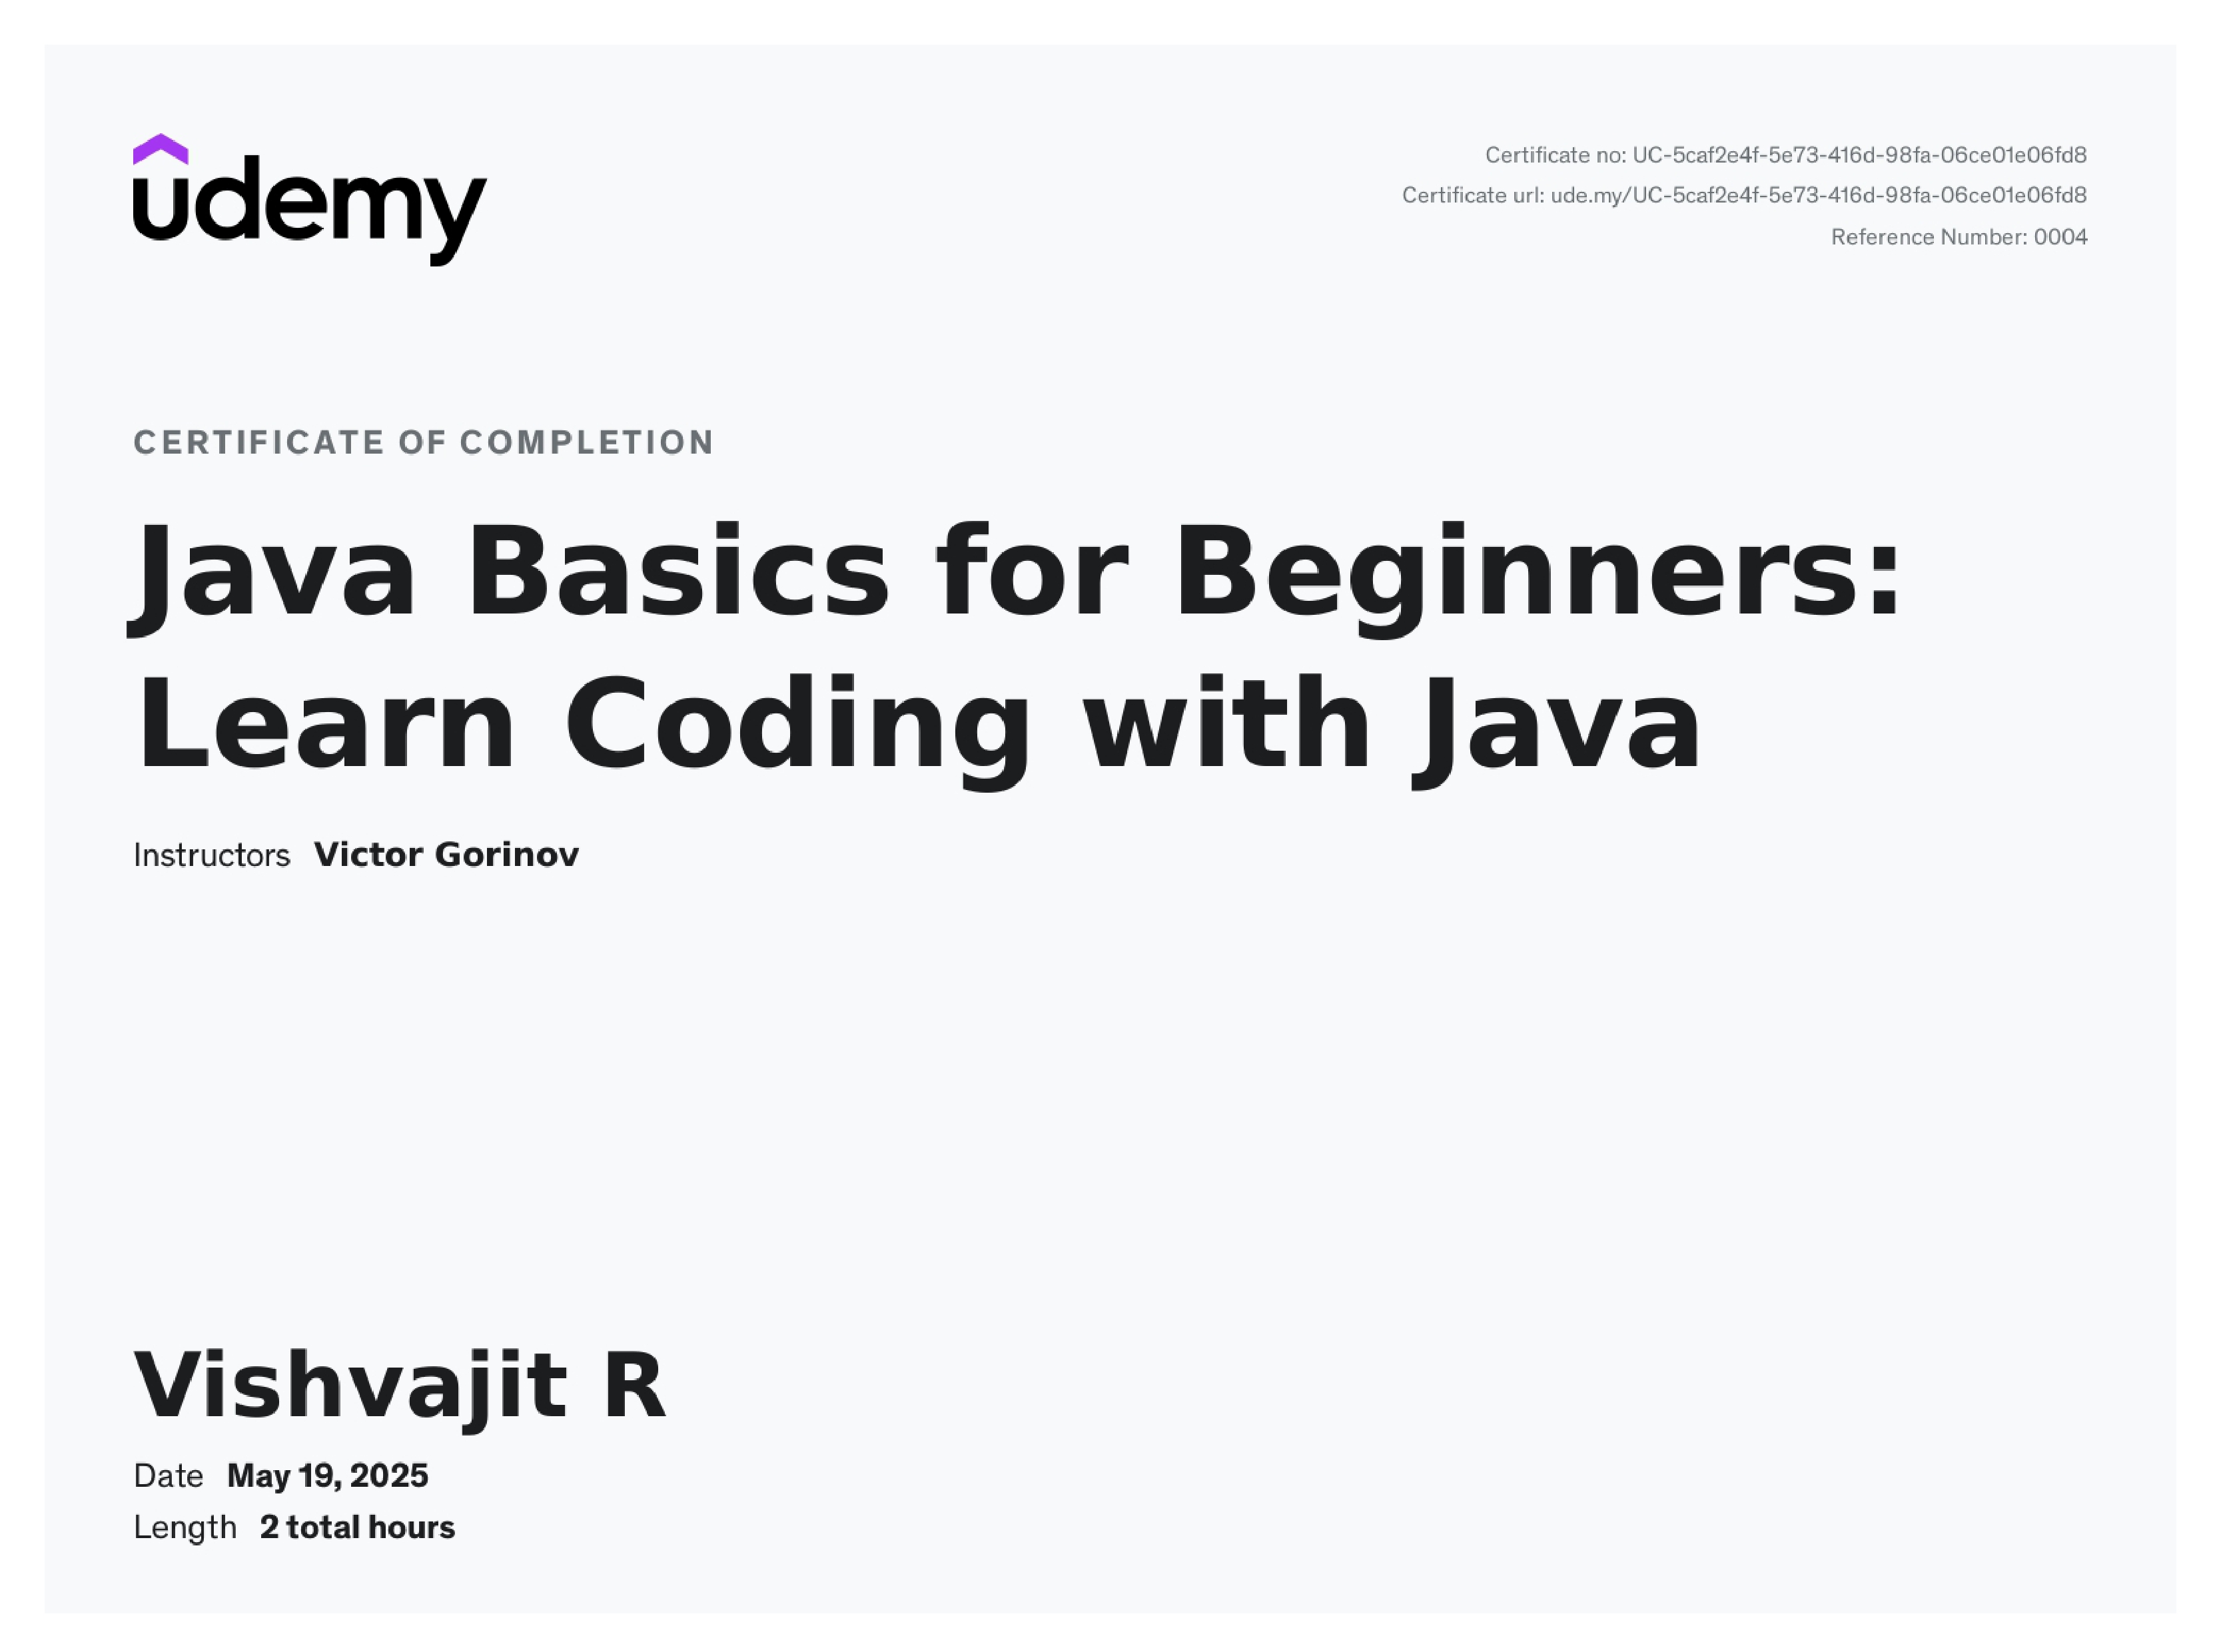 udemy
Certificate no: UC-5caf2e4f-5e73-416d-98fa-06ce01e06fd8
Certificate url: ude.my/UC-5caf2e4f-5e73-416d-98fa-06ce01e06fd8
Reference Number: 0004
CERTIFICATE OF COMPLETION
Java Basics for Beginners:
Learn Coding with Java
Instructors Victor Gorinov
Vishvajit R
Date May 19, 2025
Length 2 total hours